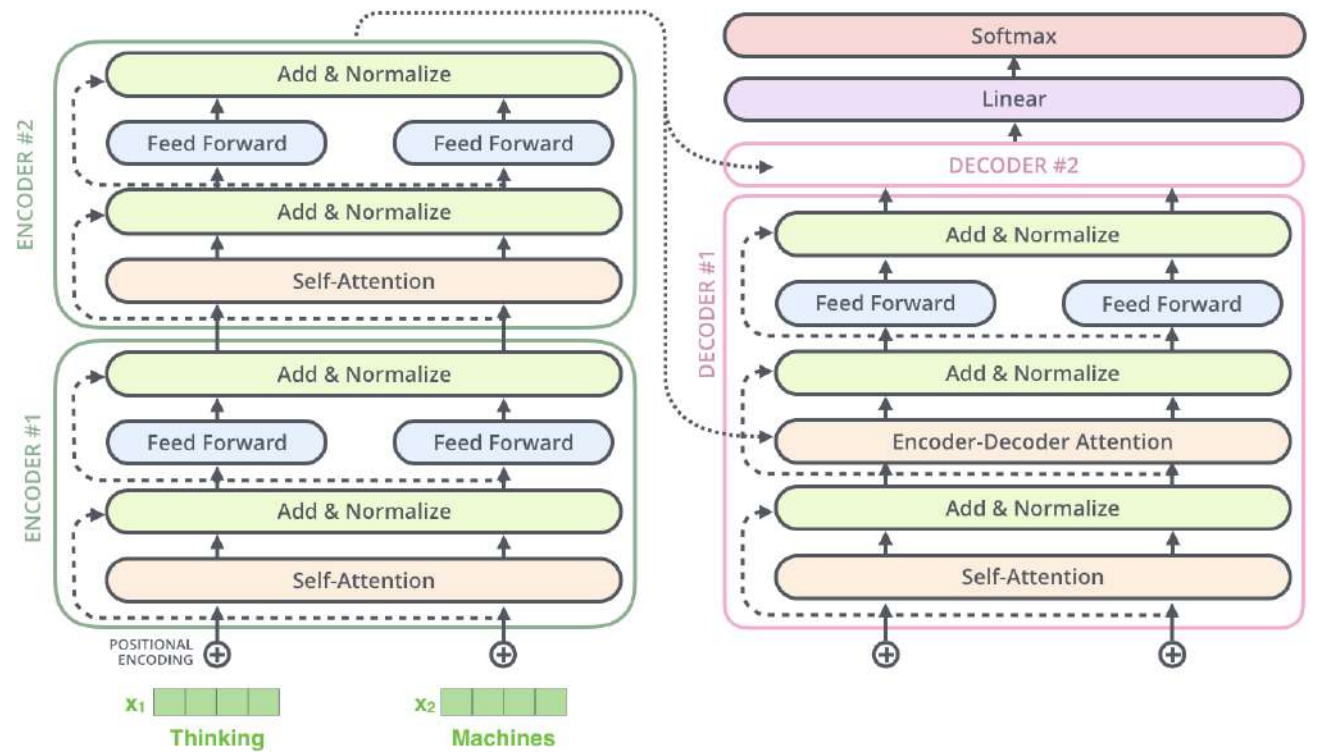 ENCODER #2
Add & Normalize
Feed Forward
Feed Forward
Add & Normalize
Self-Attention
ENCODER #1
Add & Normalize
Feed Forward
Feed Forward
Add & Normalize
Self-Attention
POSITIONAL
ENCODING
x1
x2
Thinking
Machines
Softmax
Linear
DECODER #2
DECODER #1
Add & Normalize
Feed Forward
Feed Forward
Add & Normalize
Encoder-Decoder Attention
Add & Normalize
Self-Attention